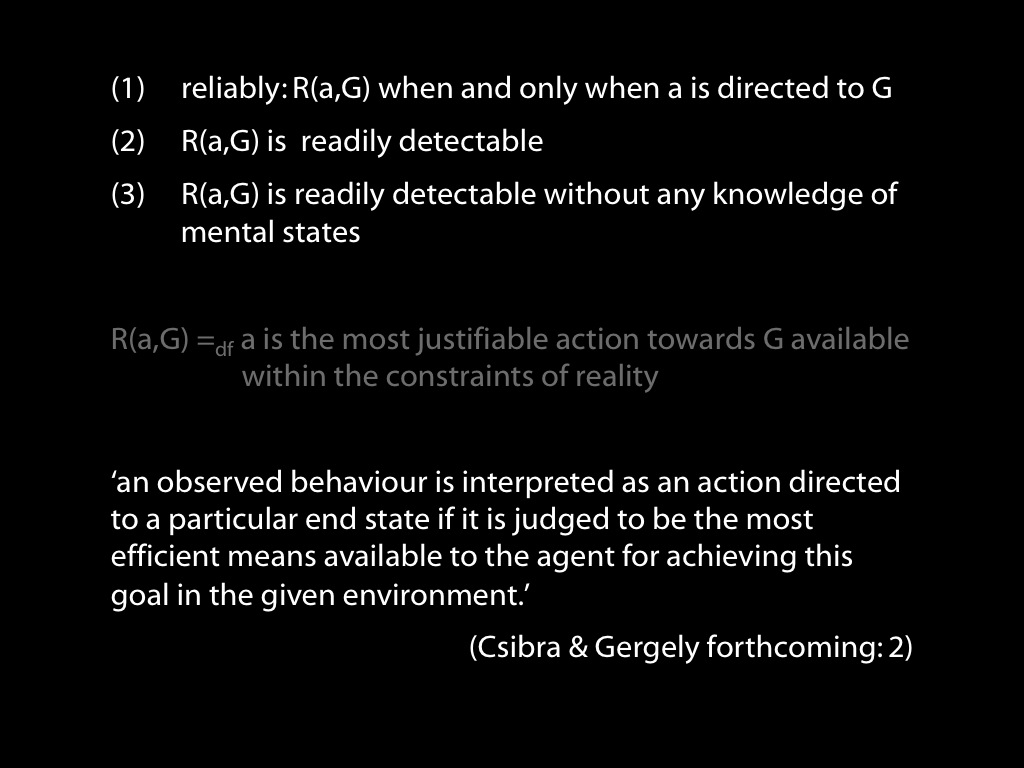 (1) reliably: R(a,G) when and only when a is directed to G
(2) R(a,G) is readily detectable
(3) R(a,G) is readily detectable without any knowledge of
mental states
R(a,G) =df a is the most justifiable action towards G available
within the constraints of reality
‘an observed behaviour is interpreted as an action directed
to a particular end state if it is judged to be the most
efficient means available to the agent for achieving this
goal in the given environment.’
(Csibra & Gergely forthcoming: 2)